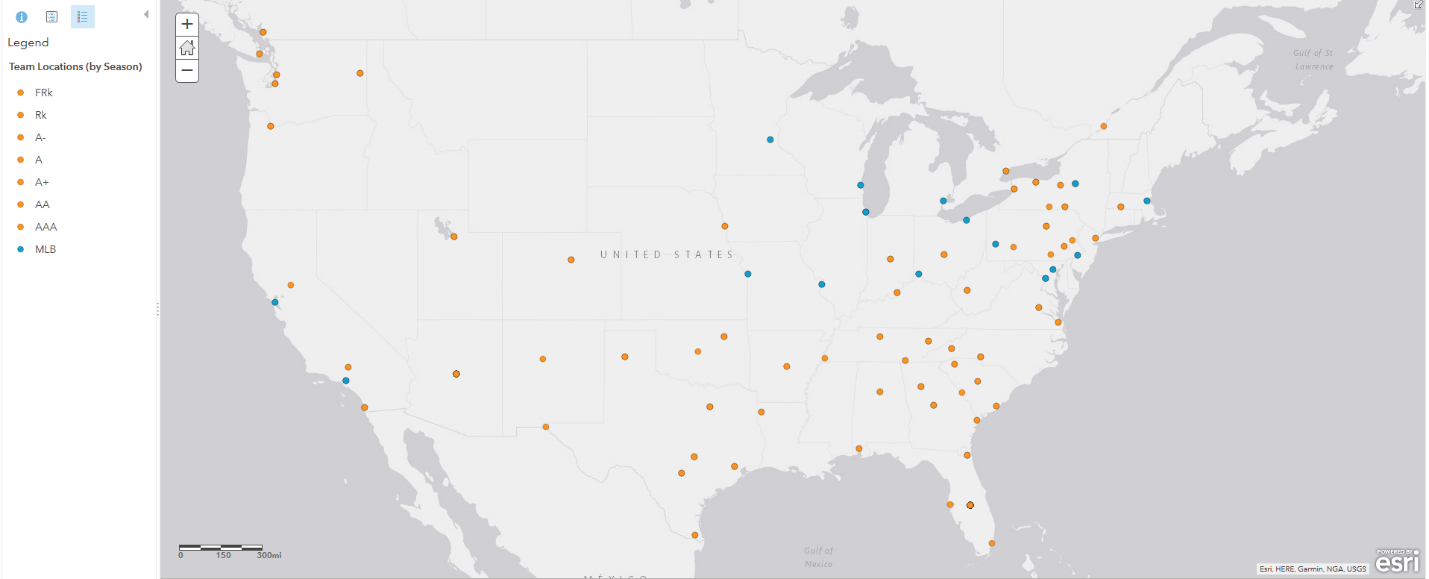 Legend
Team Locations (by Season)
FRk
Rk
A-
A
A+
AA
AAA
MLB
+
−
Gulf of St.
Lawrence
UNITED STATES
0 150 300mi
Gulf of
Mexico
MÉXICO
Esri, HERE, Garmin, NGA, USGS
POWERED BY
esri